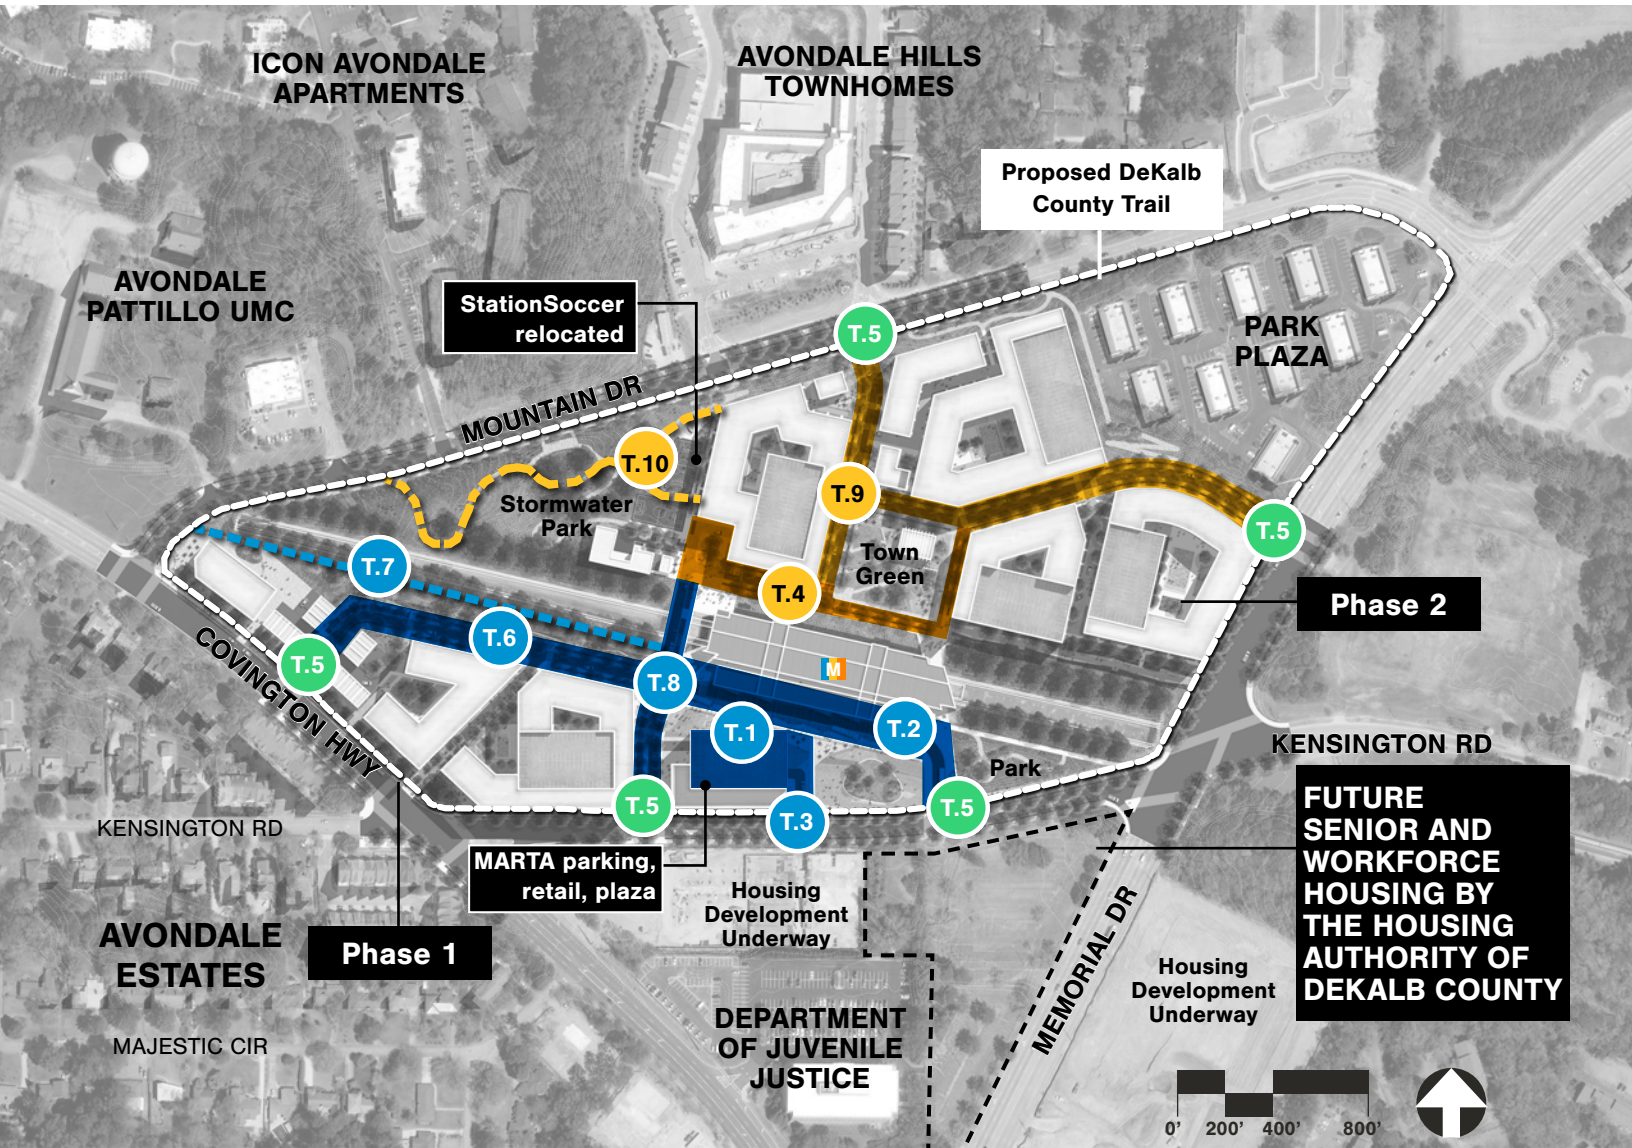 ICON AVONDALE
APARTMENTS
AVONDALE HILLS
TOWNHOMES
Proposed DeKalb
County Trail
AVONDALE
PATTILLO UMC
StationSoccer
relocated
T.5
PARK
PLAZA
MOUNTAIN DR
T.10
Stormwater
Park
T.9
T.5
Town
Green
T.7
T.4
Phase 2
T.6
T.5
COVINGTON HWY
M
T.8
T.1
T.2
KENSINGTON RD
Park
T.5
T.3
T.5
FUTURE
SENIOR AND
WORKFORCE
HOUSING BY
THE HOUSING
AUTHORITY OF
DEKALB COUNTY
KENSINGTON RD
MARTA parking,
retail, plaza
Housing
Development
Underway
AVONDALE
ESTATES
Phase 1
MEMORIAL DR
Housing
Development
Underway
DEPARTMENT
OF JUVENILE
JUSTICE
MAJESTIC CIR
0' 200' 400' 800'